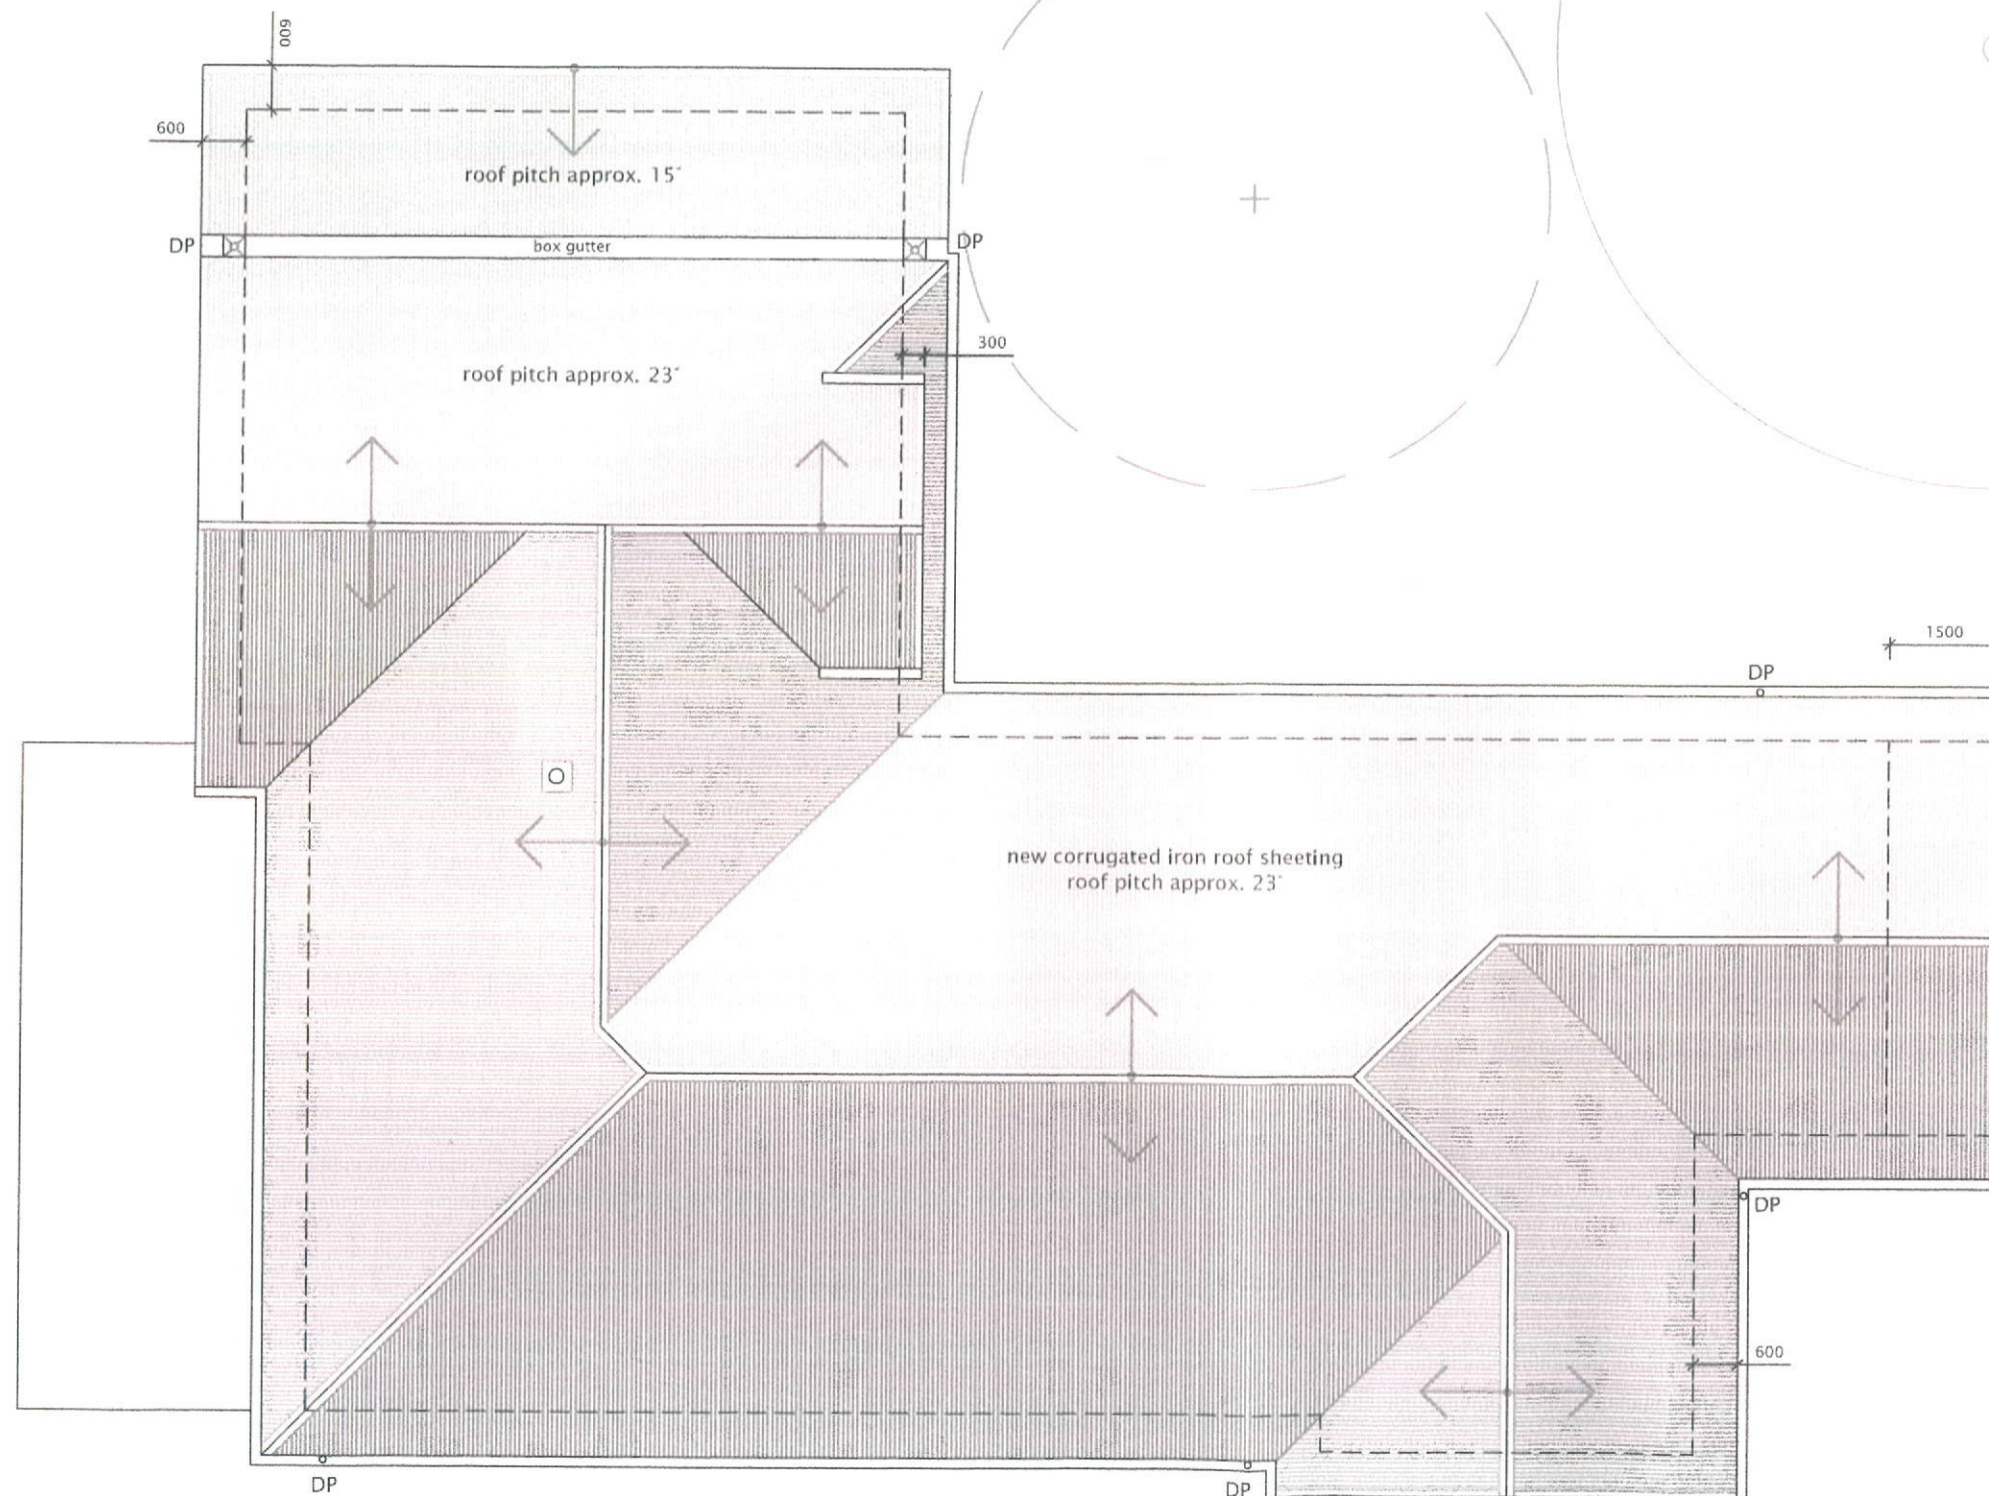 600
600
roof pitch approx. 15°
DP
box gutter
DP
300
roof pitch approx. 23°
1500
DP
new corrugated iron roof sheeting
roof pitch approx. 23°
DP
600
DP
DP